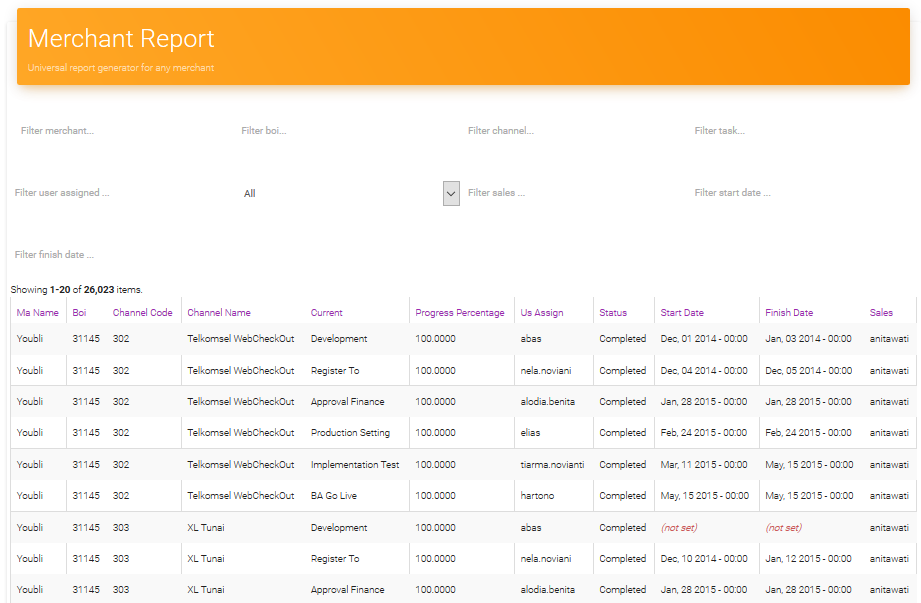 Merchant Report
Universal report generator for any merchant
Filter merchant... Filter boi... Filter channel... Filter task...
Filter user assigned ... All Filter sales ... Filter start date ...
Filter finish date ...
Showing 1-20 of 26,023 items.
Ma Name Boi Channel Code Channel Name Current Progress Percentage Us Assign Status Start Date Finish Date Sales
Youbli 31145 302 Telkomsel WebCheckOut Development 100.0000 abas Completed Dec, 01 2014 - 00:00 Jan, 03 2014 - 00:00 anitawati
Youbli 31145 302 Telkomsel WebCheckOut Register To 100.0000 nela.noviani Completed Dec, 04 2014 - 00:00 Dec, 05 2014 - 00:00 anitawati
Youbli 31145 302 Telkomsel WebCheckOut Approval Finance 100.0000 alodia.benita Completed Jan, 28 2015 - 00:00 Jan, 28 2015 - 00:00 anitawati
Youbli 31145 302 Telkomsel WebCheckOut Production Setting 100.0000 elias Completed Feb, 24 2015 - 00:00 Feb, 24 2015 - 00:00 anitawati
Youbli 31145 302 Telkomsel WebCheckOut Implementation Test 100.0000 tiarma.novianti Completed Mar, 11 2015 - 00:00 May, 15 2015 - 00:00 anitawati
Youbli 31145 302 Telkomsel WebCheckOut BA Go Live 100.0000 hartono Completed May, 15 2015 - 00:00 May, 15 2015 - 00:00 anitawati
Youbli 31145 303 XL Tunai Development 100.0000 abas Completed (not set) (not set) anitawati
Youbli 31145 303 XL Tunai Register To 100.0000 nela.noviani Completed Dec, 10 2014 - 00:00 Jan, 12 2015 - 00:00 anitawati
Youbli 31145 303 XL Tunai Approval Finance 100.0000 alodia.benita Completed Jan, 28 2015 - 00:00 Jan, 28 2015 - 00:00 anitawati